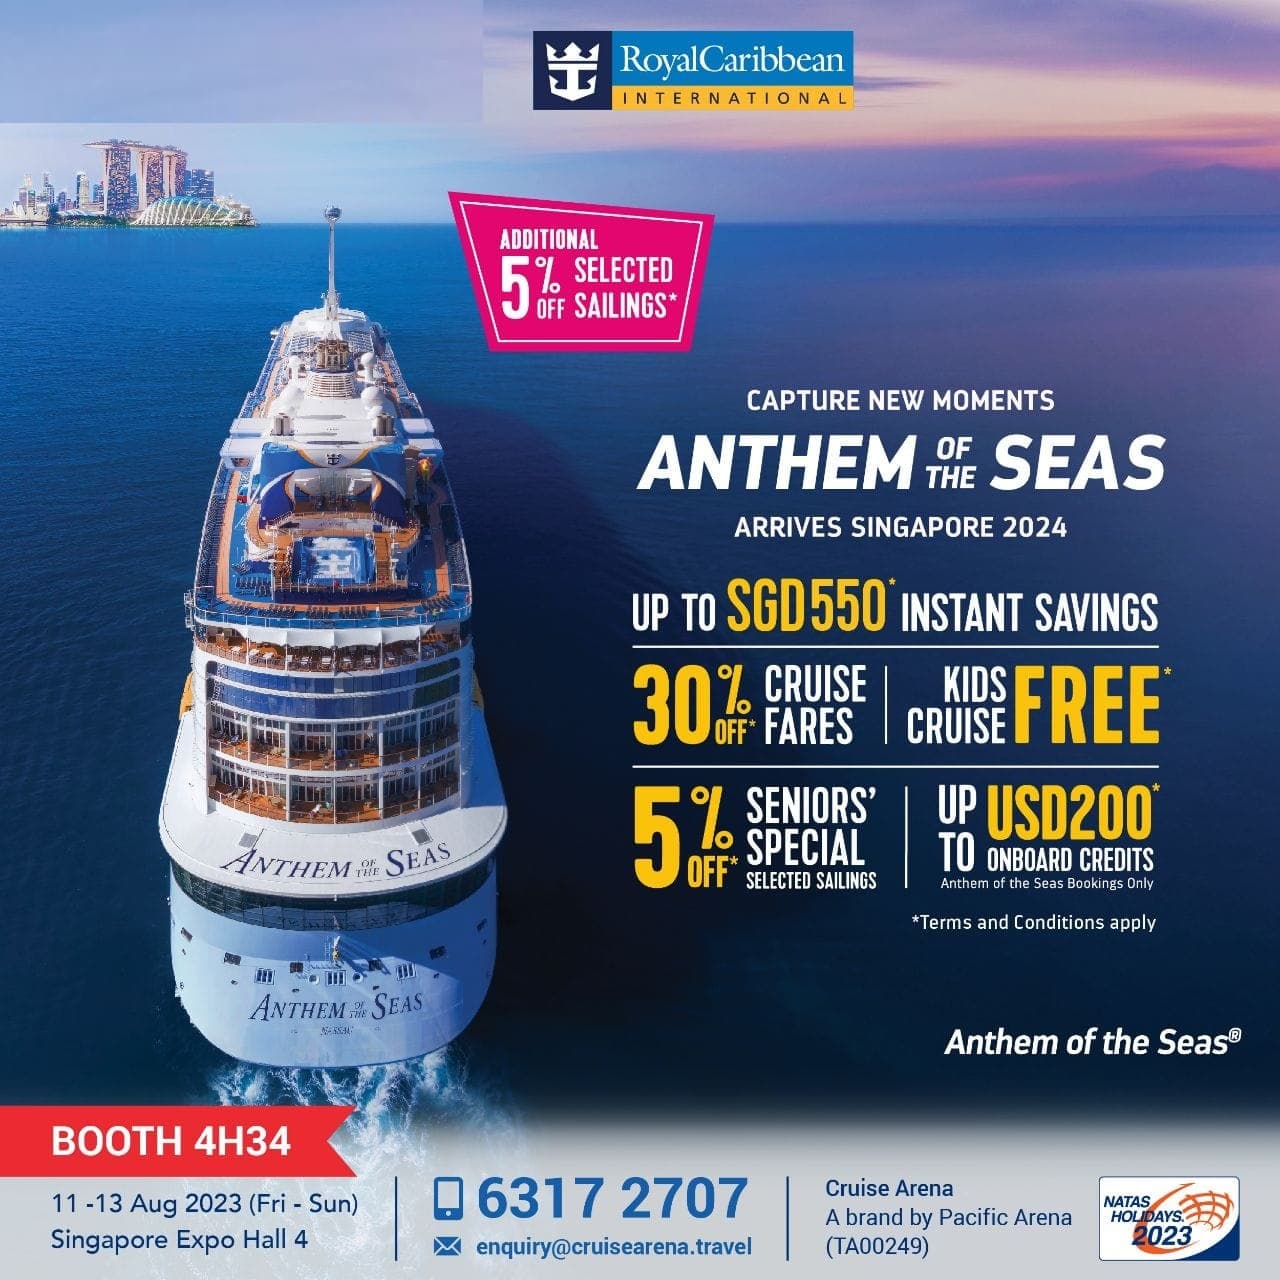 RoyalCaribbean
INTERNATIONAL
ADDITIONAL
5% OFF SELECTED SAILINGS*
CAPTURE NEW MOMENTS
ANTHEM OF THE SEAS
ARRIVES SINGAPORE 2024
UP TO SGD550* INSTANT SAVINGS
30% OFF* CRUISE FARES
KIDS CRUISE FREE*
5% OFF* SENIORS' SPECIAL
SELECTED SAILINGS
UP TO USD200*
ONBOARD CREDITS
Anthem of the Seas Bookings Only
*Terms and Conditions apply
ANTHEM OF THE SEAS
ANTHEM OF THE SEAS
NASSAU
Anthem of the Seas®
BOOTH 4H34
11 -13 Aug 2023 (Fri - Sun)
Singapore Expo Hall 4
6317 2707
enquiry@cruisearena.travel
Cruise Arena
A brand by Pacific Arena
(TA00249)
NATAS
HOLIDAYS.
2023